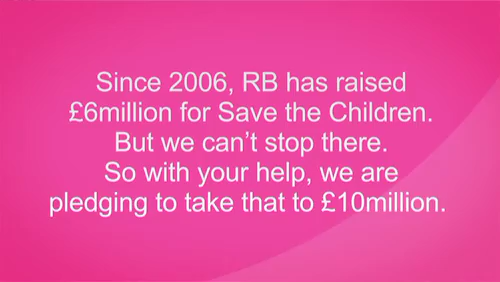 Since 2006, RB has raised
£6million for Save the Children.
But we can't stop there.
So with your help, we are
pledging to take that to £10million.